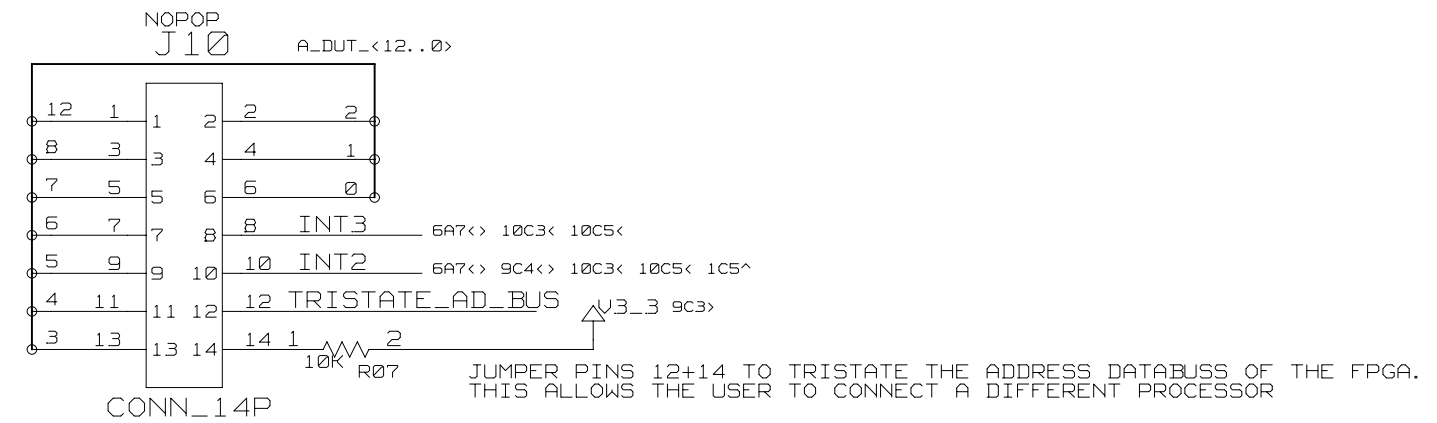 NOPOP
J10 A_DUT_<12..0>
12 1 1 2 2 2
8 3 3 4 4 1
7 5 5 6 6 0
6 7 7 8 8 INT3 6A7<> 10C3< 10C5<
5 9 9 10 10 INT2 6A7<> 9C4<> 10C3< 10C5< 1C5^
4 11 11 12 12 TRISTATE_AD_BUS V3_3 9C3>
3 13 13 14 14 1 2
10K R07
JUMPER PINS 12+14 TO TRISTATE THE ADDRESS DATABUSS OF THE FPGA.
THIS ALLOWS THE USER TO CONNECT A DIFFERENT PROCESSOR
CONN_14P